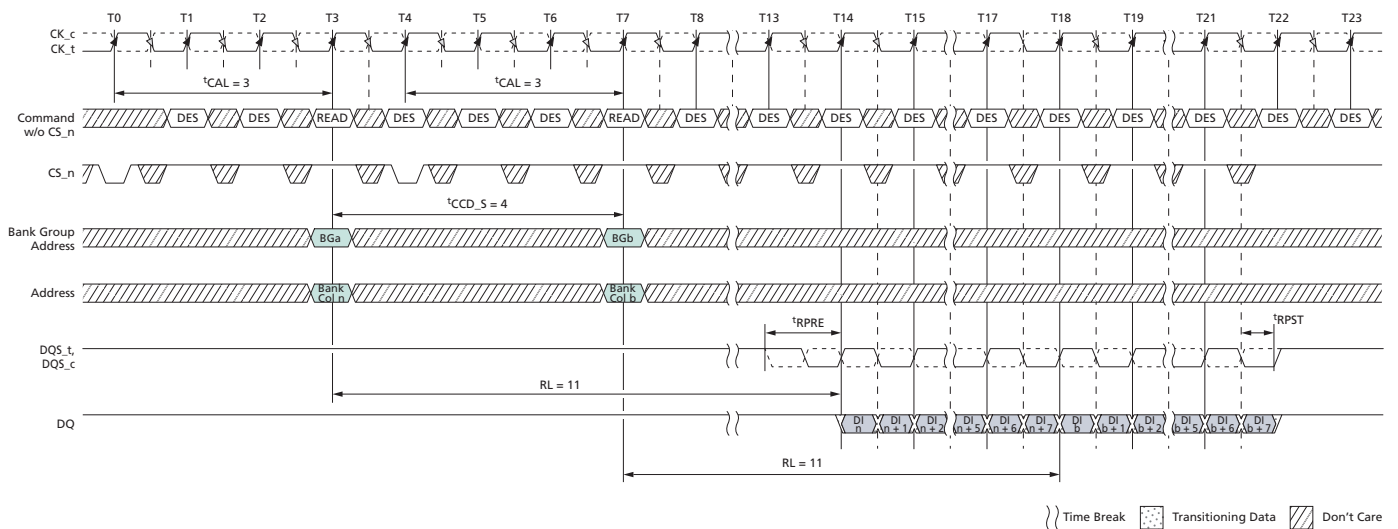 T0 T1 T2 T3 T4 T5 T6 T7 T8 T13 T14 T15 T17 T18 T19 T21 T22 T23
CK_c
CK_t
tCAL = 3 tCAL = 3
Command
w/o CS_n
DES DES READ DES DES DES READ DES DES DES DES DES DES DES DES DES DES
CS_n
tCCD_S = 4
Bank Group
Address
BGa BGb
Address
Bank
Col n
Bank
Col b
tRPRE tRPST
DQS_t,
DQS_c
RL = 11
DQ
DI
n
DI
n + 1
DI
n + 2
DI
n + 5
DI
n + 6
DI
n + 7
DI
b
DI
b + 1
DI
b + 2
DI
b + 5
DI
b + 6
DI
b + 7
RL = 11
Time Break Transitioning Data Don't Care